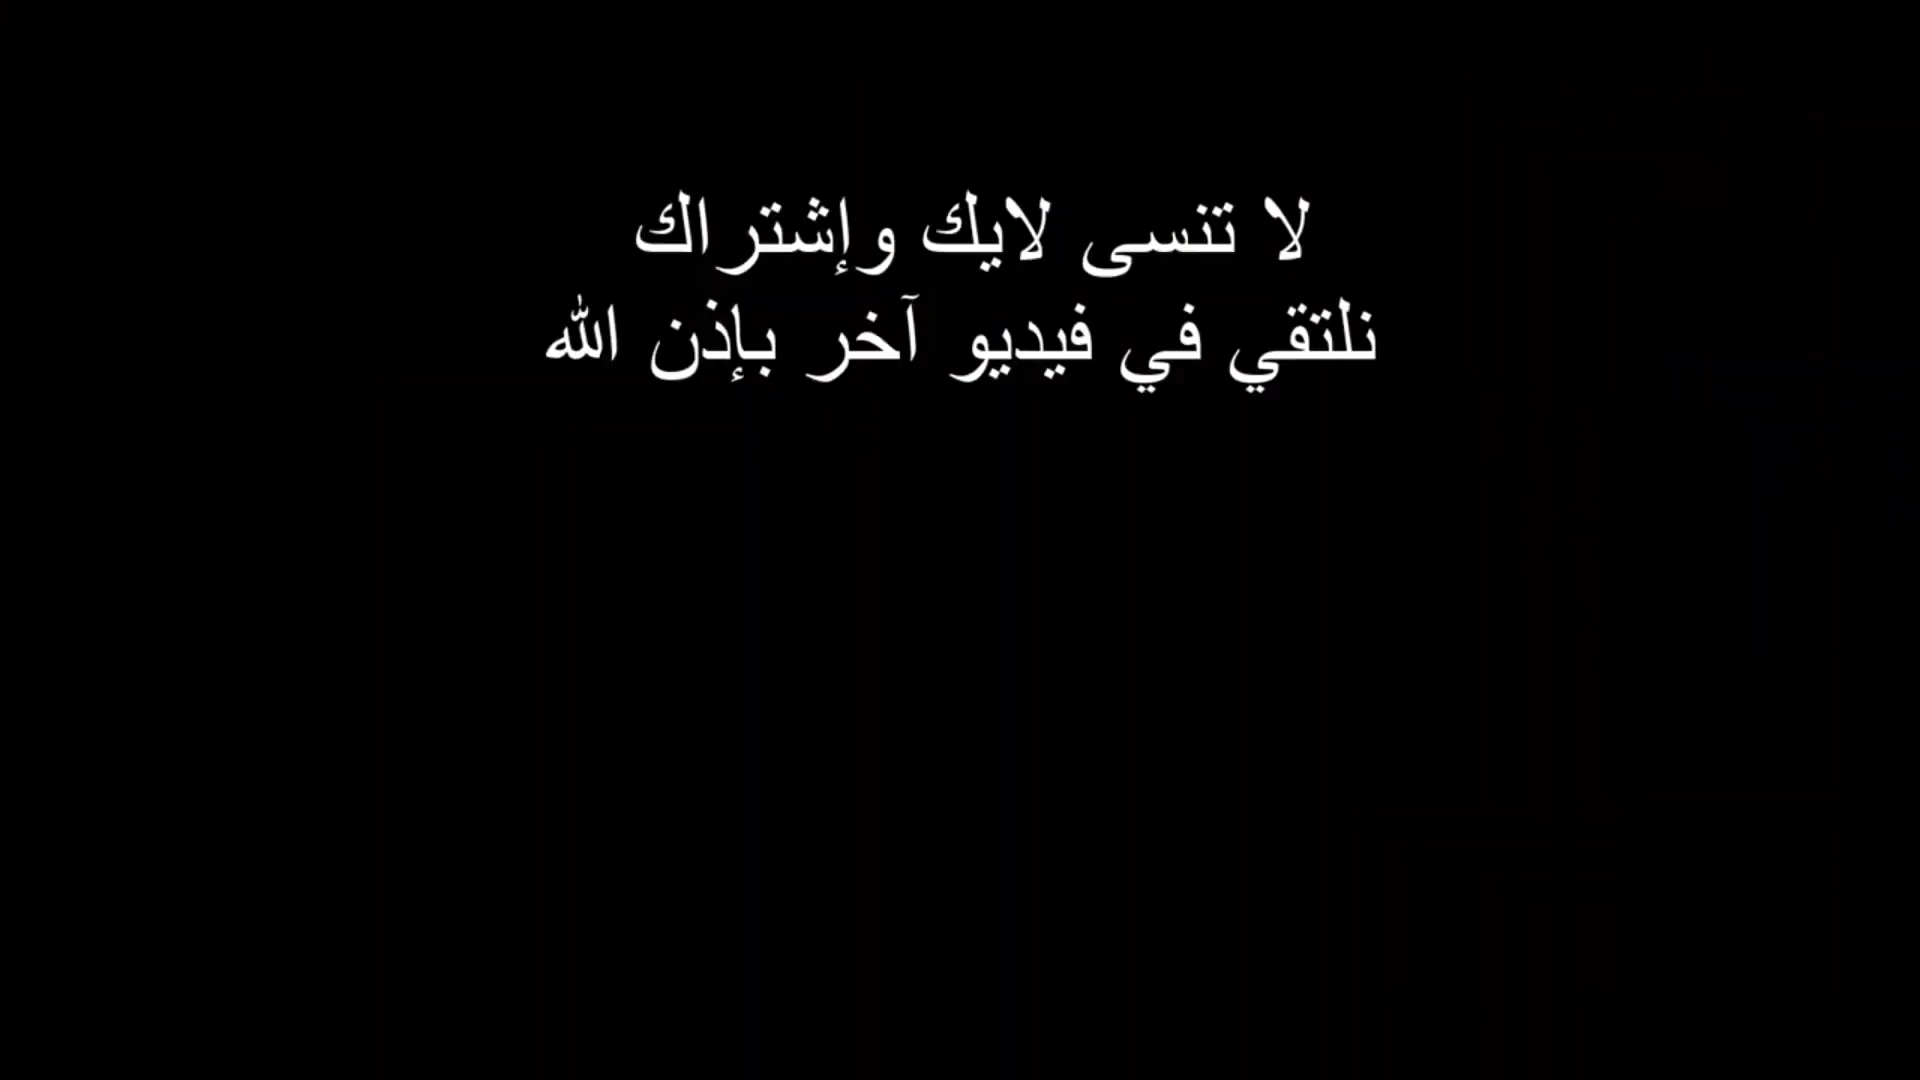 لا تنسى لايك وإشتراك
نلتقي في فيديو آخر بإذن الله